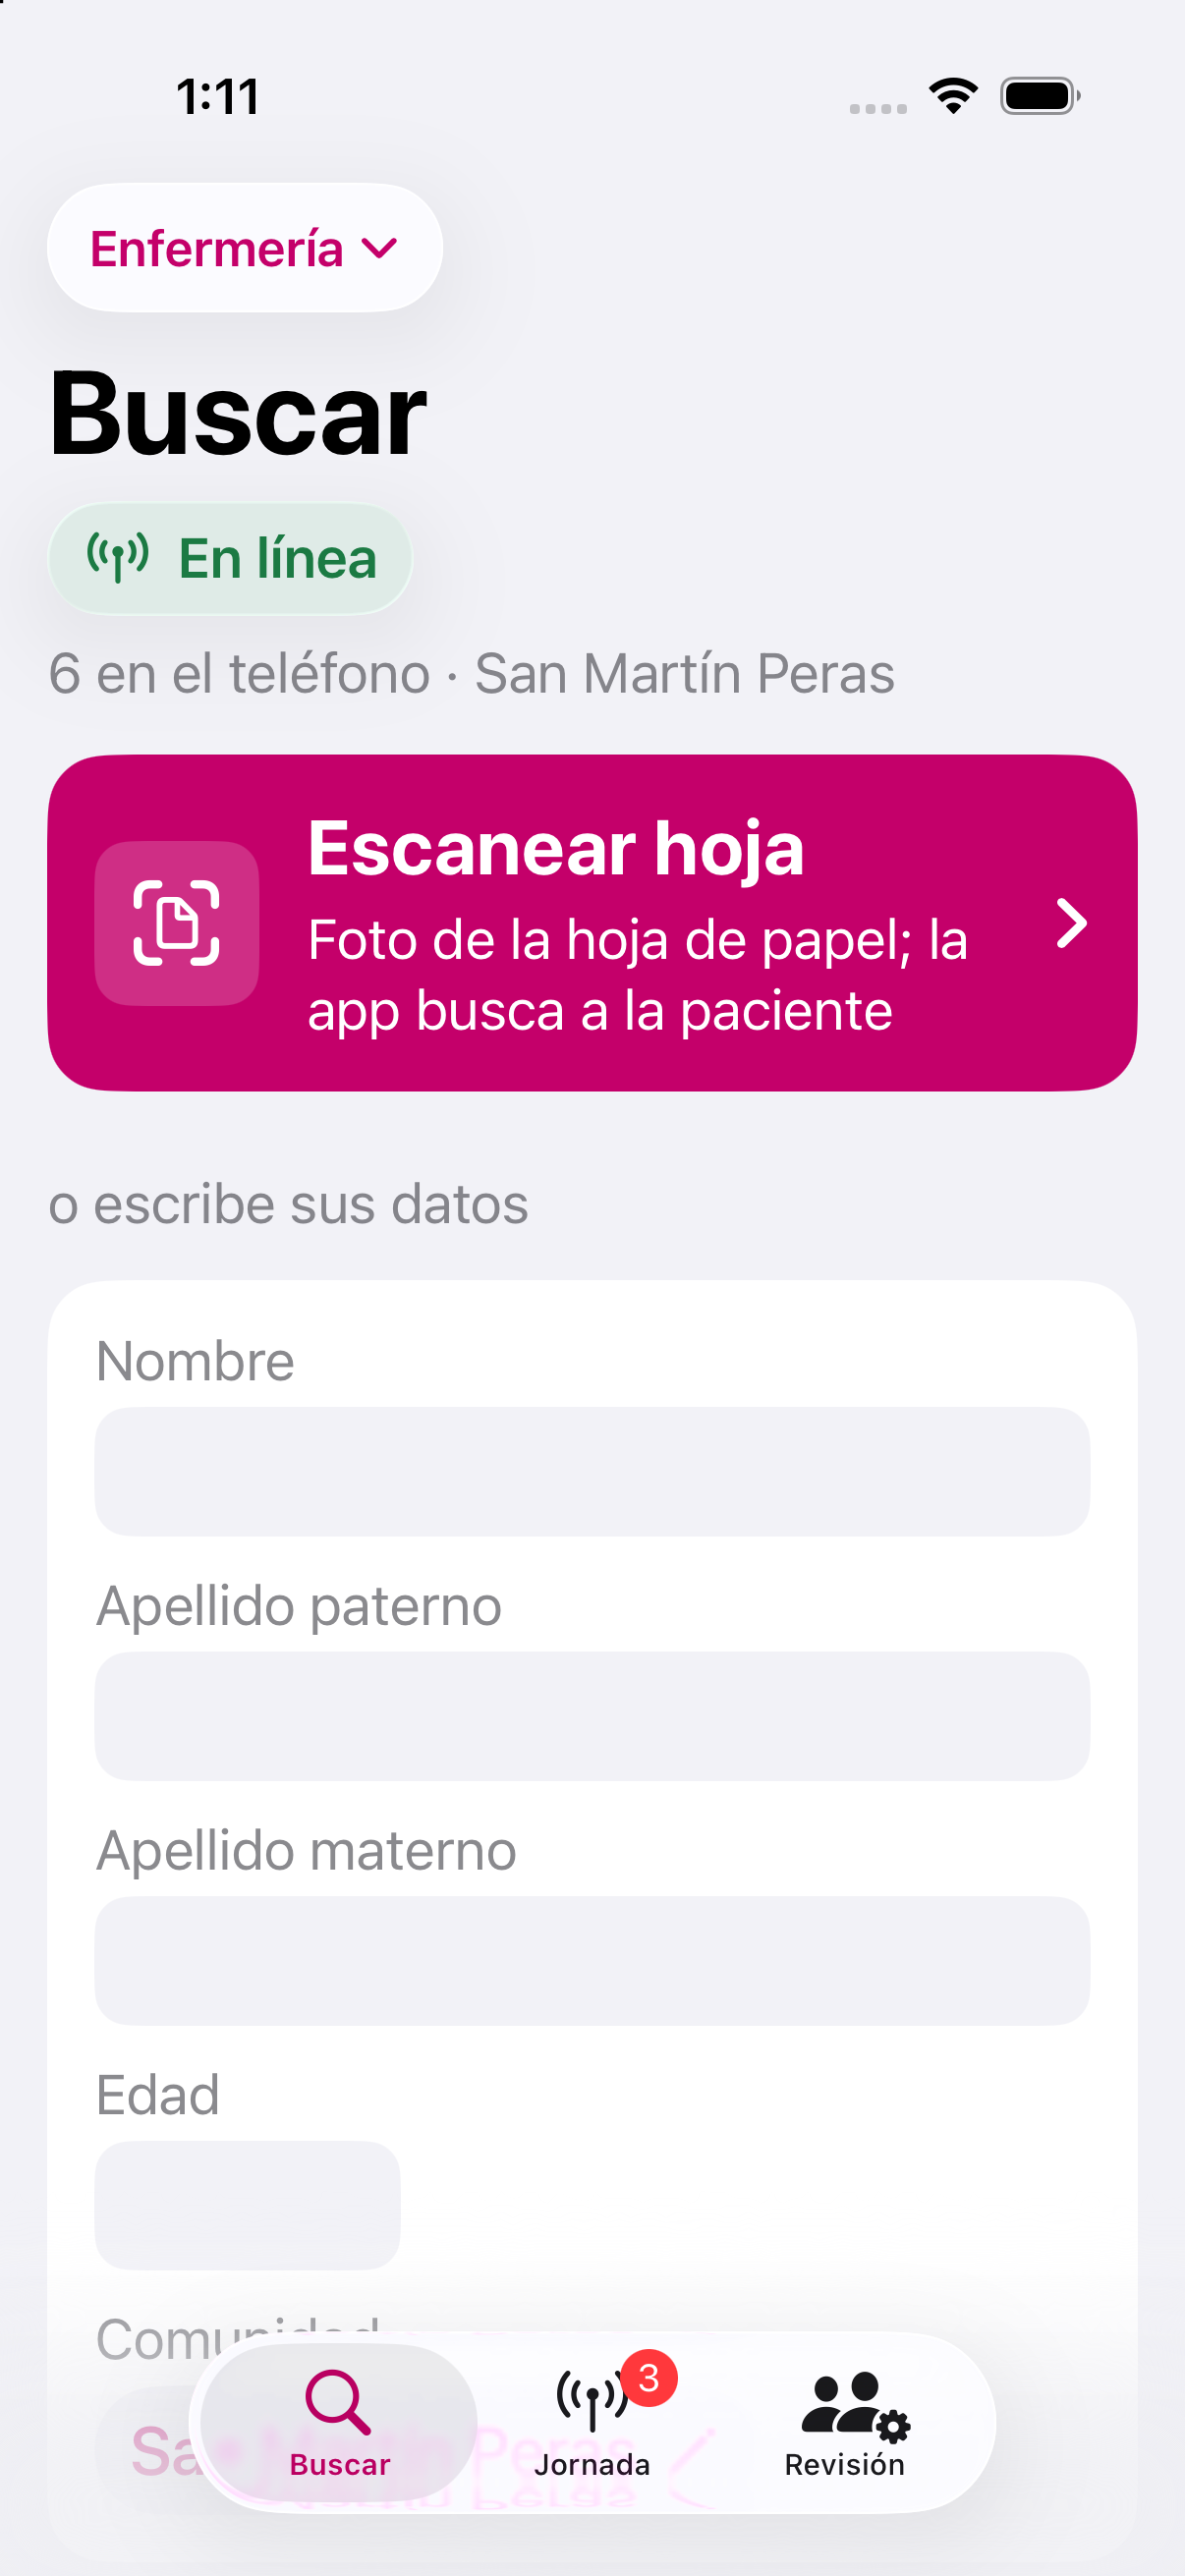 1:11
Enfermería
Buscar
En línea
6 en el teléfono · San Martín Peras
Escanear hoja
Foto de la hoja de papel; la
app busca a la paciente
o escribe sus datos
Nombre
Apellido paterno
Apellido materno
Edad
Comunidad
3
Buscar
Jornada
Revisión